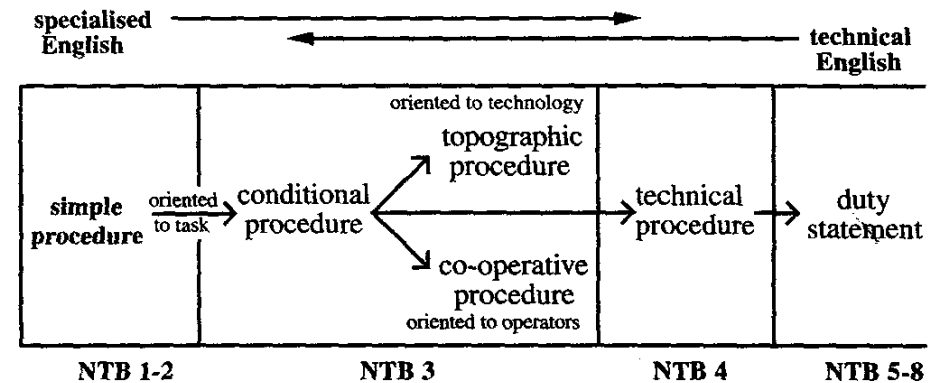 specialised
English
technical
English
oriented to technology
topographic
procedure
simple
procedure
oriented
to task
conditional
procedure
technical
procedure
duty
statement
co-operative
procedure
oriented to operators
NTB 1-2
NTB 3
NTB 4
NTB 5-8